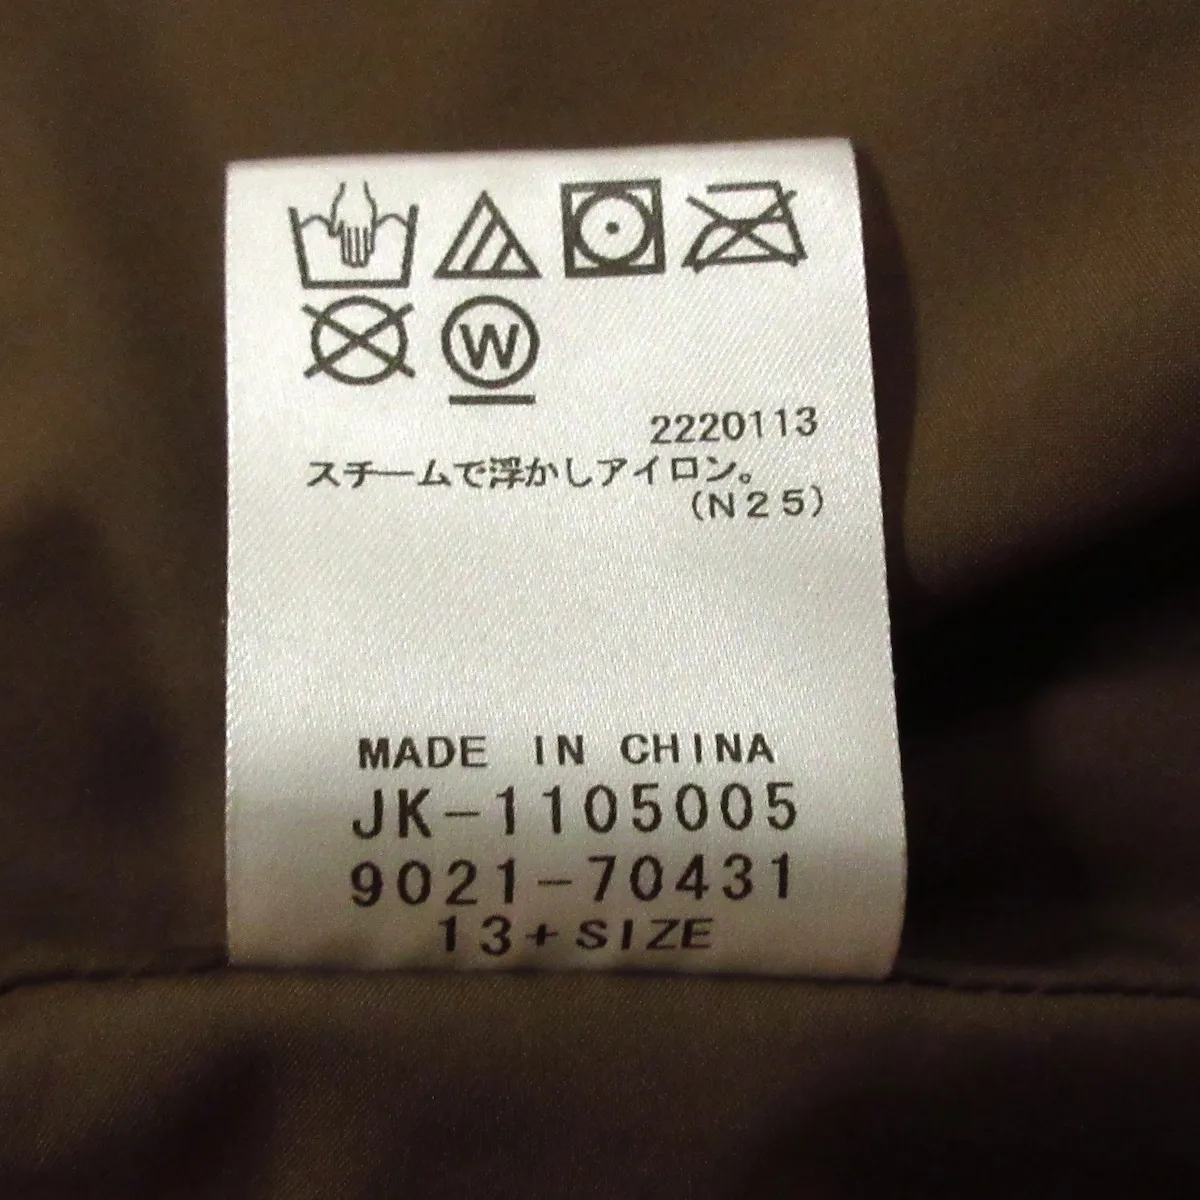 W
2220113
スチームで浮かしアイロン。
(N25)
MADE IN CHINA
JK-1105005
9021-70431
13+SIZE